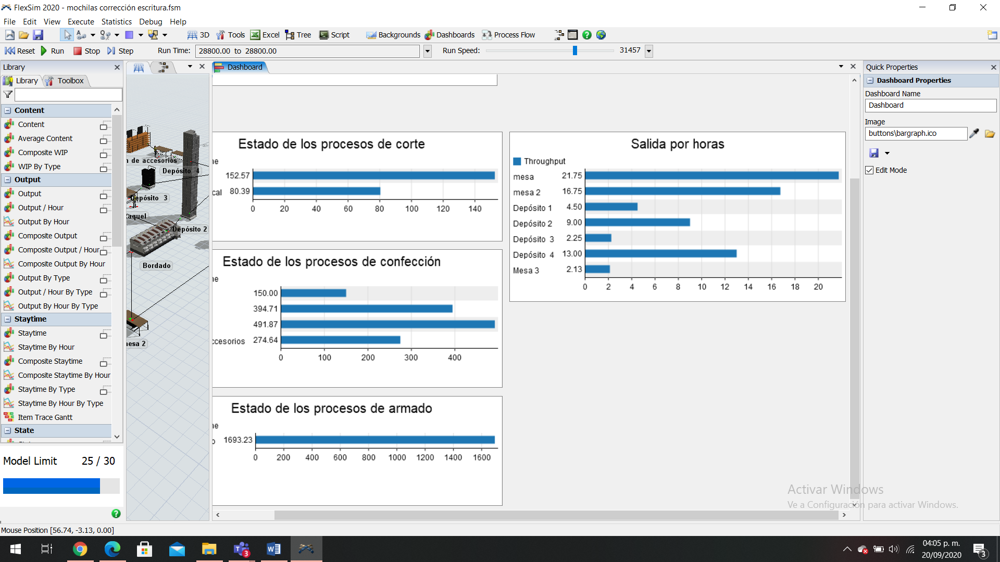 FlexSim 2020 - mochilas corrección escritura.fsm
File Edit View Execute Statistics Debug Help
3D Tools Excel Tree Script Backgrounds Dashboards Process Flow
Reset Run Stop Step Run Time: 28800.00 to 28800.00 Run Speed: 31457
Library
Library Toolbox
Content
Content
Average Content
Composite WIP
WIP By Type
Output
Output
Output / Hour
Output By Hour
Composite Output
Composite Output / Hour
Composite Output By Hour
Output By Type
Output / Hour By Type
Output By Hour By Type
Staytime
Staytime
Staytime By Hour
Composite Staytime
Composite Staytime By Hour
Staytime By Type
Staytime By Hour By Type
Item Trace Gantt
State
Model Limit 25 / 30
n de accesorios
Depósito 4
Depósito 3
aquel
Depósito 2
Bordado
mesa 2
Dashboard
Estado de los procesos de corte
ne
152.57
cal 80.39
0 20 40 60 80 100 120 140
Estado de los procesos de confección
ne
150.00
394.71
491.87
ccesorios 274.64
0 100 200 300 400
Estado de los procesos de armado
ne
o 1693.23
0 200 400 600 800 1000 1200 1400 1600
Salida por horas
Throughput
mesa 21.75
mesa 2 16.75
Depósito 1 4.50
Depósito 2 9.00
Depósito 3 2.25
Depósito 4 13.00
Mesa 3 2.13
0 2 4 6 8 10 12 14 16 18 20
Quick Properties
Dashboard Properties
Dashboard Name
Dashboard
Image
buttons\bargraph.ico
Edit Mode
Activar Windows
Ve a Configuración para activar Windows.
Mouse Position [56.74, -3.13, 0.00]
3
04:05 p. m.
20/09/2020
3